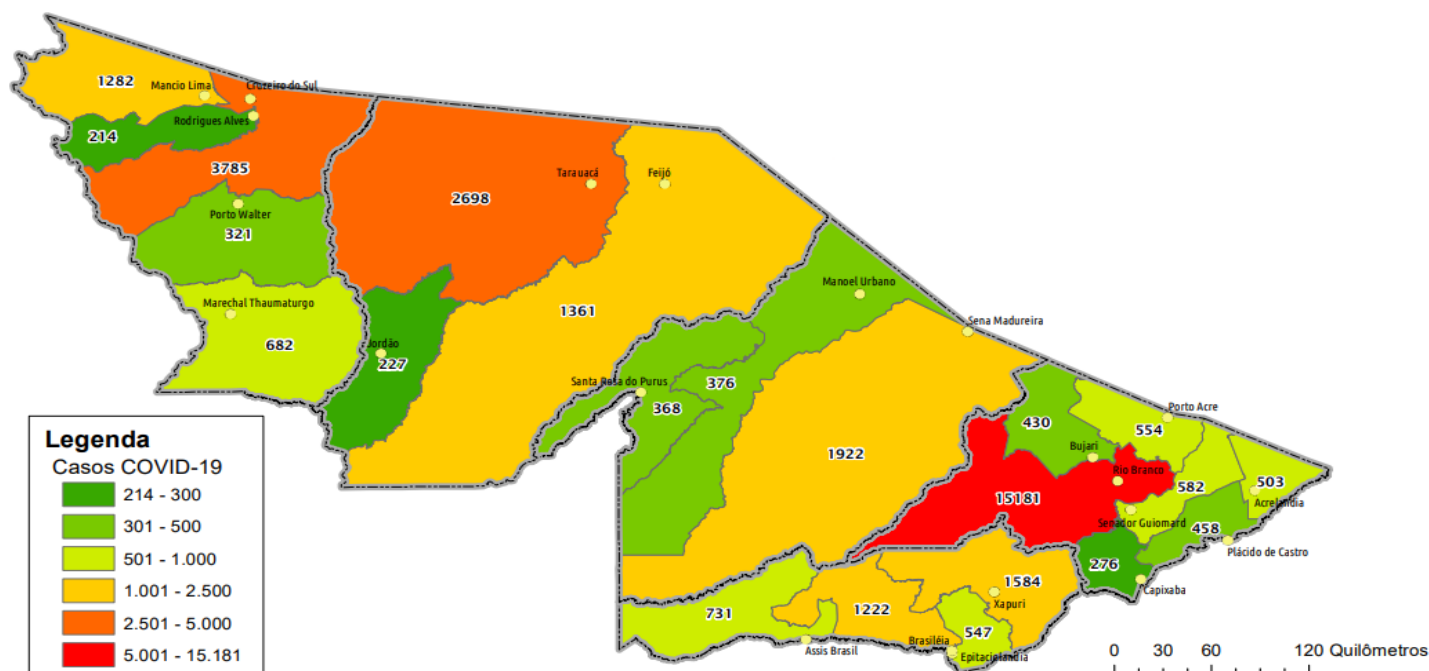 1282
Mancio Lima
Cruzeiro do Sul
Rodrigues Alves
214
3785
Tarauacá
Feijó
2698
Porto Walter
321
Manoel Urbano
Marechal Thaumaturgo
1361
Sena Madureira
682
Jordão
227
Santa Rosa do Purus
376
368
Porto Acre
430
554
Bujari
1922
Rio Branco
582
503
15181
Acrelândia
Senador Guiomard
458
Plácido de Castro
276
Capixaba
1584
Xapuri
731
1222
547
Brasiléia
Assis Brasil
Epitaciolandia
Legenda
Casos COVID-19
214 - 300
301 - 500
501 - 1.000
1.001 - 2.500
2.501 - 5.000
5.001 - 15.181
0 30 60 120 Quilômetros